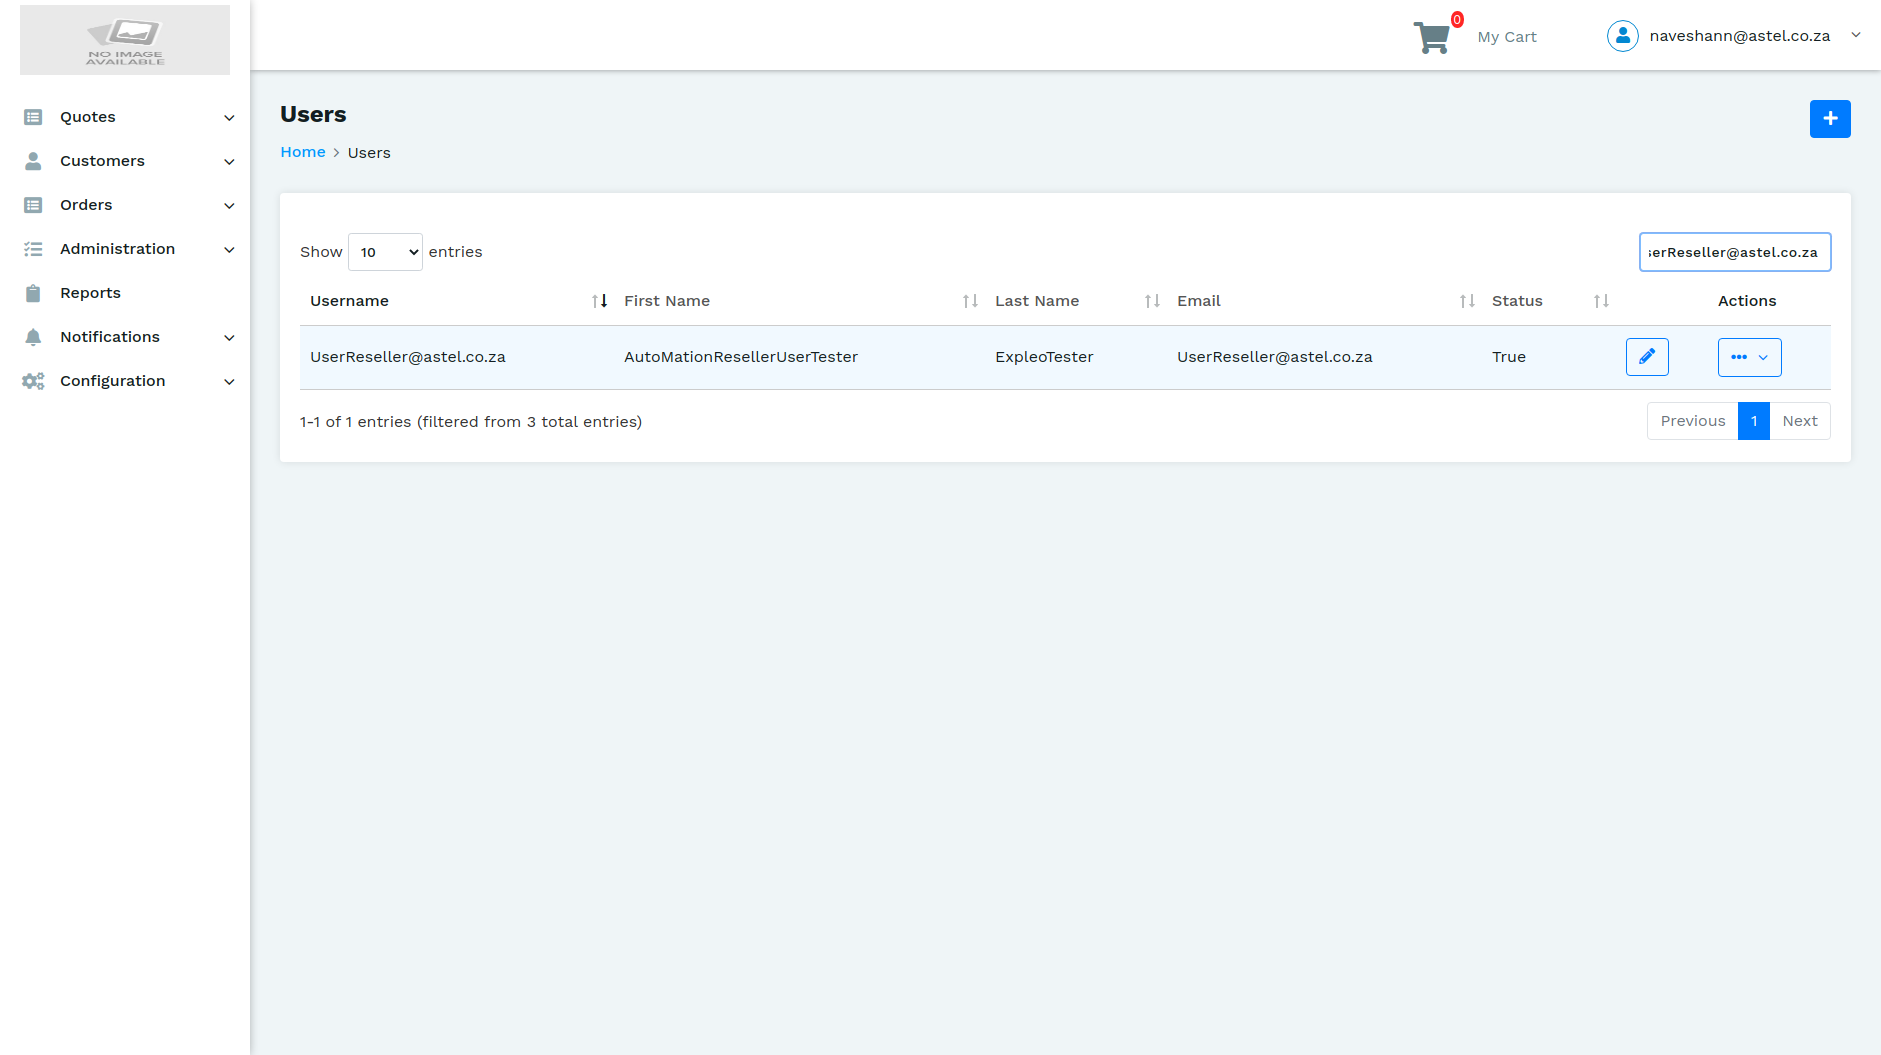 NO IMAGE
AVAILABLE
0
My Cart
naveshann@astel.co.za
Quotes
Customers
Orders
Administration
Reports
Notifications
Configuration
Users
Home > Users
Show 10 entries
serReseller@astel.co.za
Username First Name Last Name Email Status Actions
UserReseller@astel.co.za AutoMationResellerUserTester ExpleoTester UserReseller@astel.co.za True
1-1 of 1 entries (filtered from 3 total entries)
Previous 1 Next